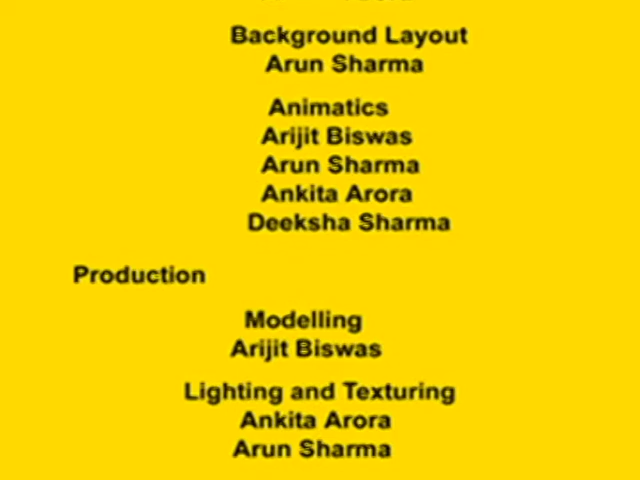 Background Layout
Arun Sharma
Animatics
Arijit Biswas
Arun Sharma
Ankita Arora
Deeksha Sharma
Production
Modelling
Arijit Biswas
Lighting and Texturing
Ankita Arora
Arun Sharma